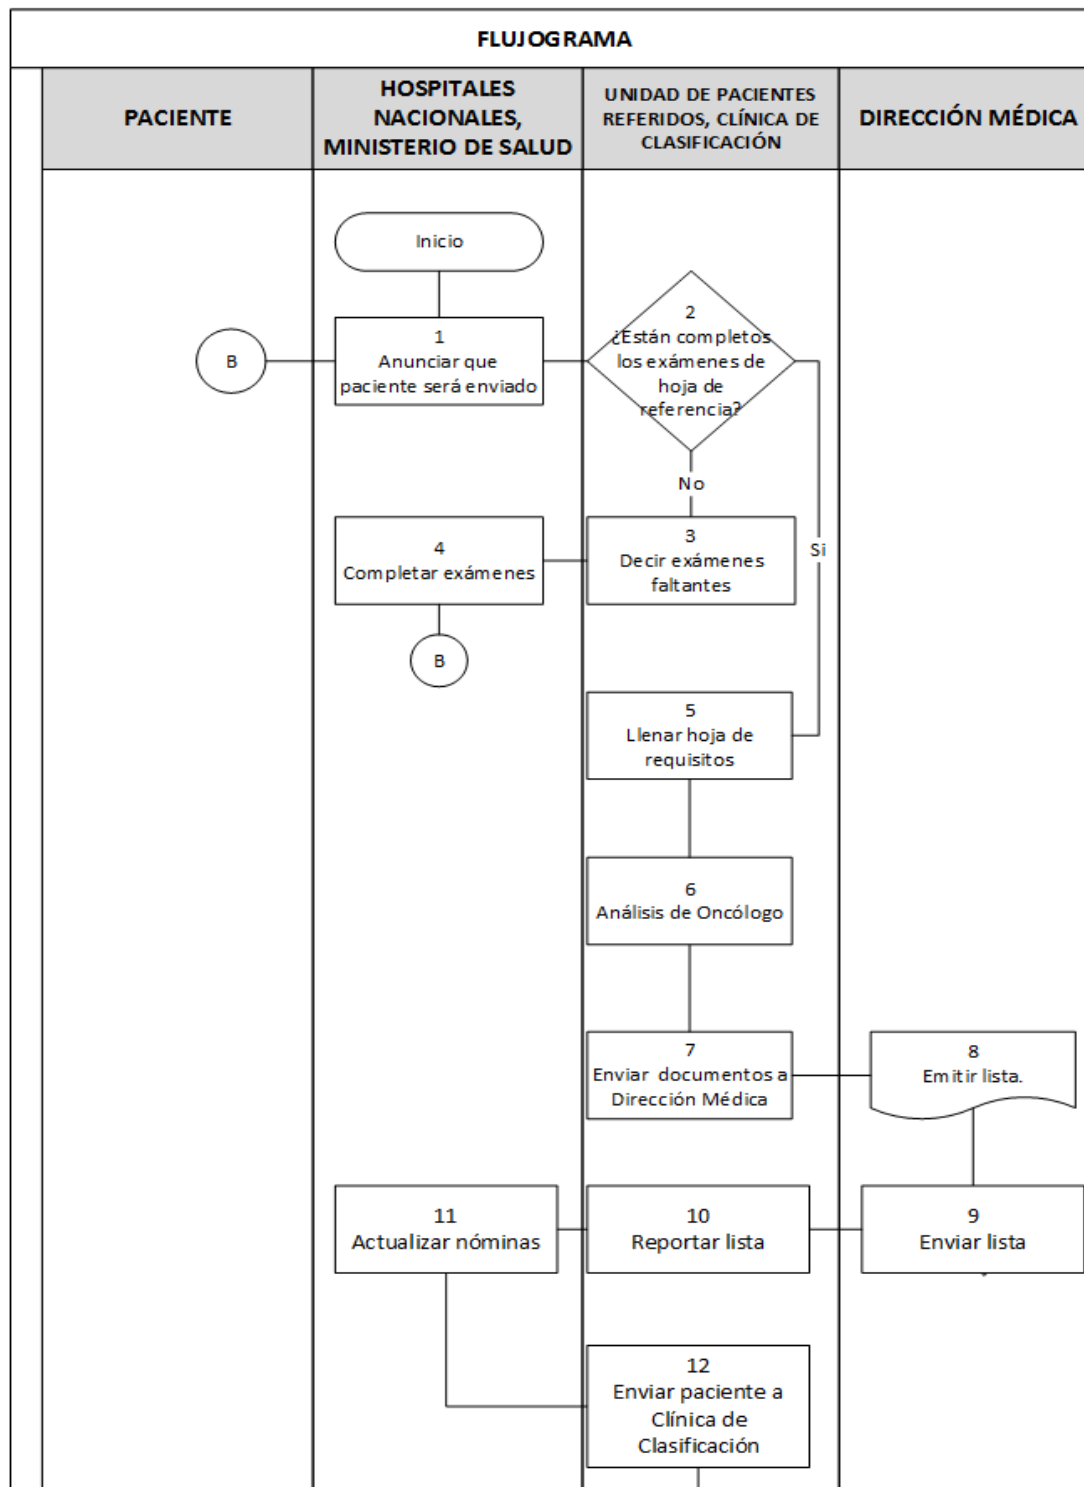 FLUJOGRAMA
PACIENTE
HOSPITALES
NACIONALES,
MINISTERIO DE SALUD
UNIDAD DE PACIENTES
REFERIDOS, CLÍNICA DE
CLASIFICACIÓN
DIRECCIÓN MÉDICA
Inicio
B
1
Anunciar que
paciente será enviado
2
¿Están completos
los exámenes de
hoja de
referencia?
No
Si
4
Completar exámenes
3
Decir exámenes
faltantes
B
5
Llenar hoja de
requisitos
6
Análisis de Oncólogo
7
Enviar documentos a
Dirección Médica
8
Emitir lista.
11
Actualizar nóminas
10
Reportar lista
9
Enviar lista
12
Enviar paciente a
Clínica de
Clasificación